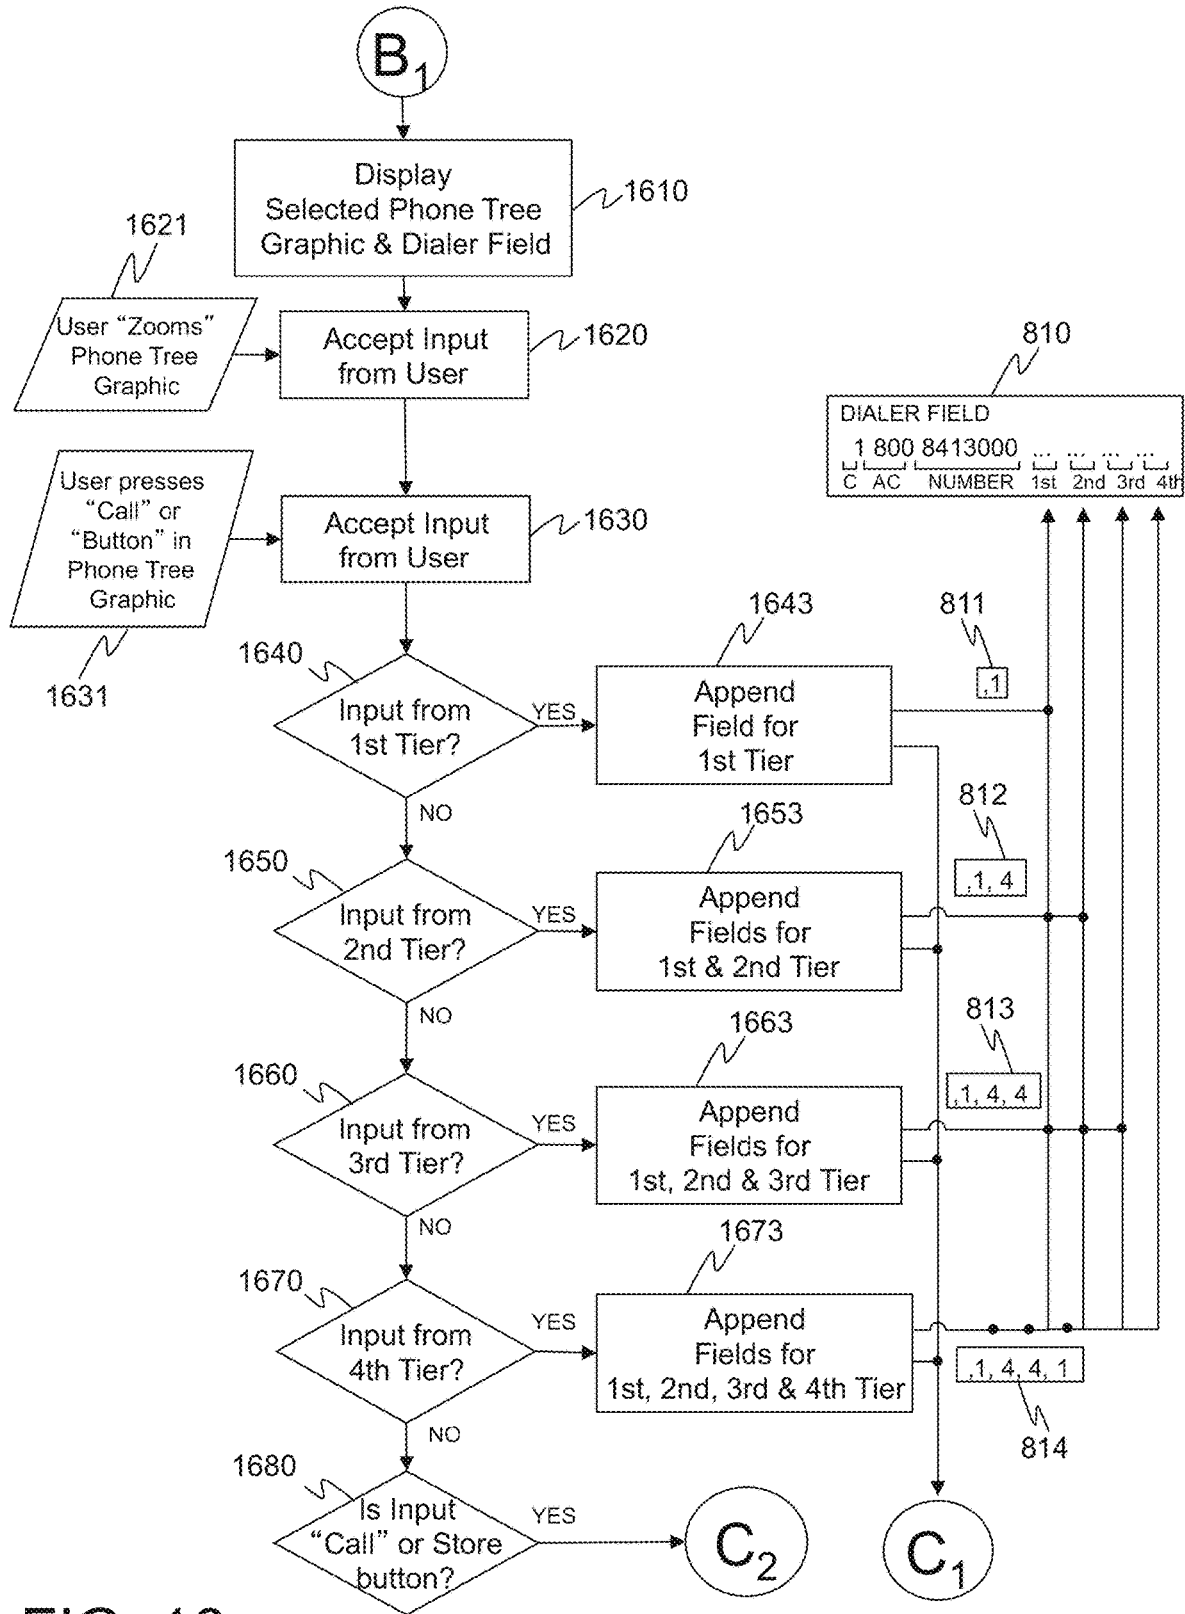 B1
Display
Selected Phone Tree
Graphic & Dialer Field
1610
1621
User “Zooms”
Phone Tree
Graphic
Accept Input
from User
1620
810
DIALER FIELD
1 800 8413000 ... ... ... ...
C AC NUMBER 1st 2nd 3rd 4th
User presses
“Call” or
“Button” in
Phone Tree
Graphic
1631
Accept Input
from User
1630
1640
Input from
1st Tier?
YES
NO
1643
Append
Field for
1st Tier
811
,1
1650
Input from
2nd Tier?
YES
NO
1653
Append
Fields for
1st & 2nd Tier
812
,1, 4
1660
Input from
3rd Tier?
YES
NO
1663
Append
Fields for
1st, 2nd & 3rd Tier
813
,1, 4, 4
1670
Input from
4th Tier?
YES
NO
1673
Append
Fields for
1st, 2nd, 3rd & 4th Tier
,1, 4, 4, 1
814
1680
Is Input
“Call” or Store
button?
YES
C2
C1